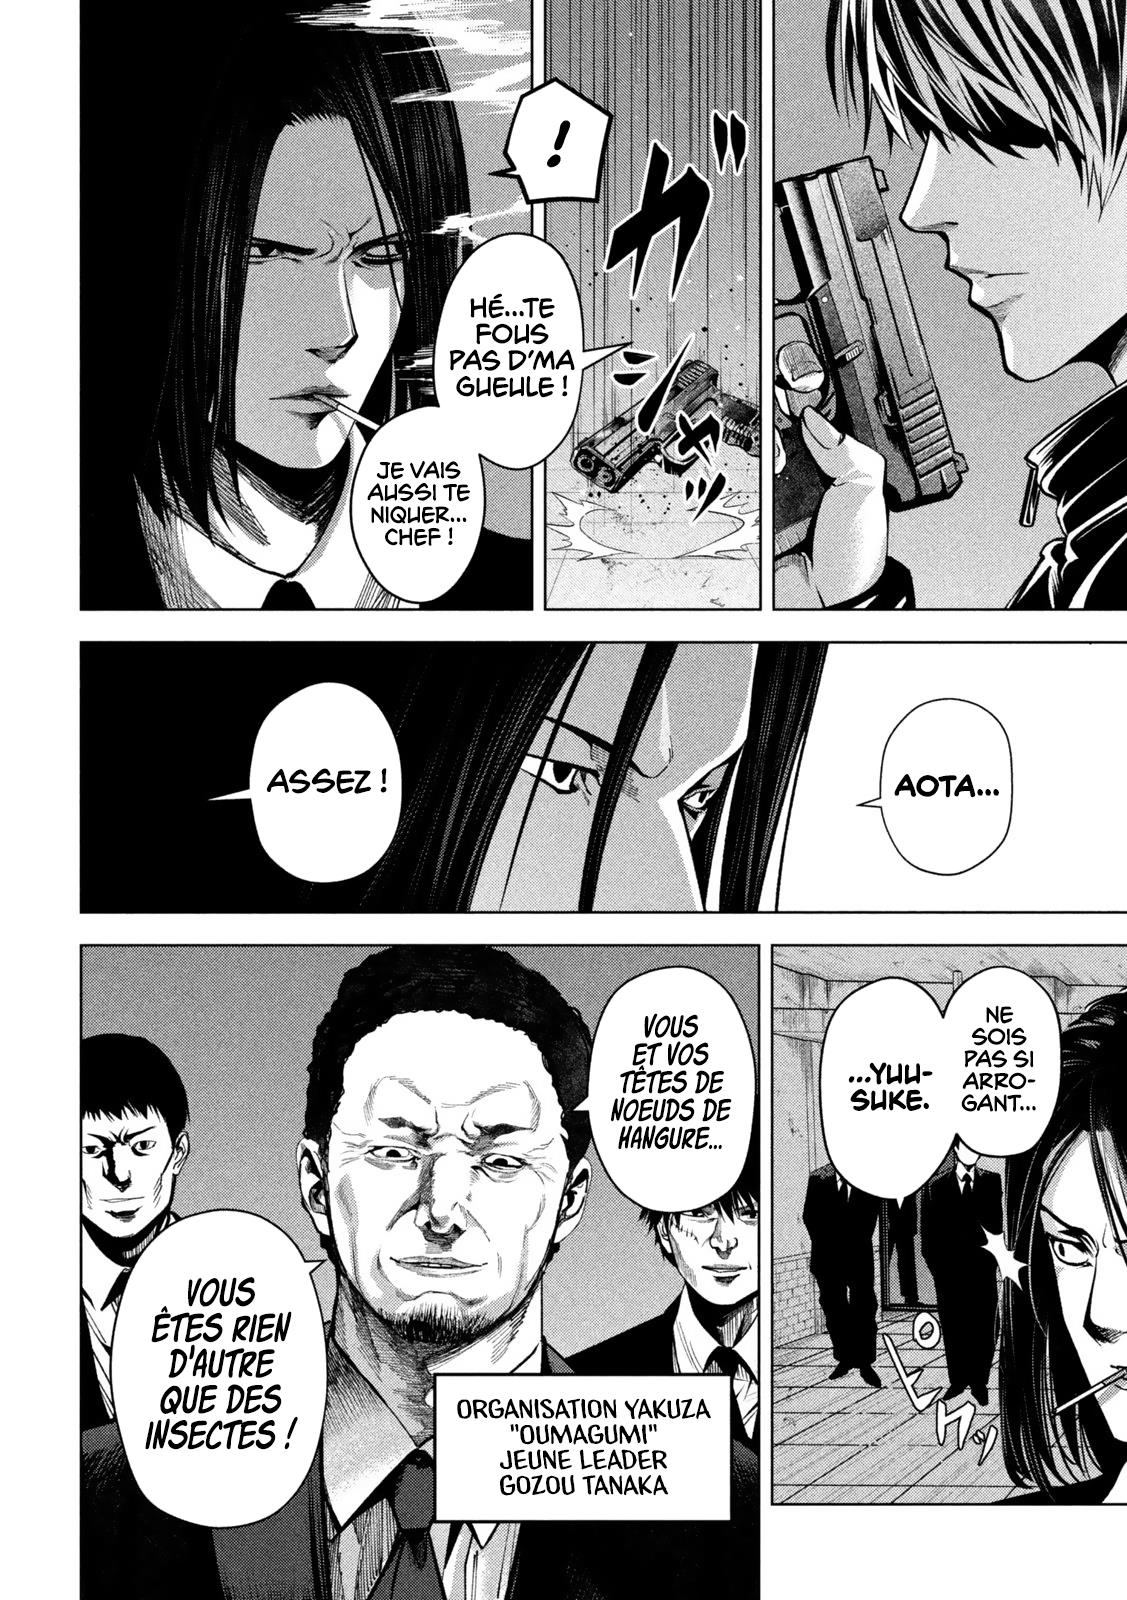 !
HÉ...TE
FOUS
PAS D'MA
GUEULE !
JE VAIS
AUSSI TE
NIQUER...
CHEF !
AOTA...
ASSEZ !
NE
SOIS
PAS SI
ARRO-
GANT...
...YUU-
SUKE.
VOUS
ET VOS
TÊTES DE
NOEUDS DE
HANGURE...
VOUS
ÊTES RIEN
D'AUTRE
QUE DES
INSECTES !
ORGANISATION YAKUZA
"OUMAGUMI"
JEUNE LEADER
GOZOU TANAKA